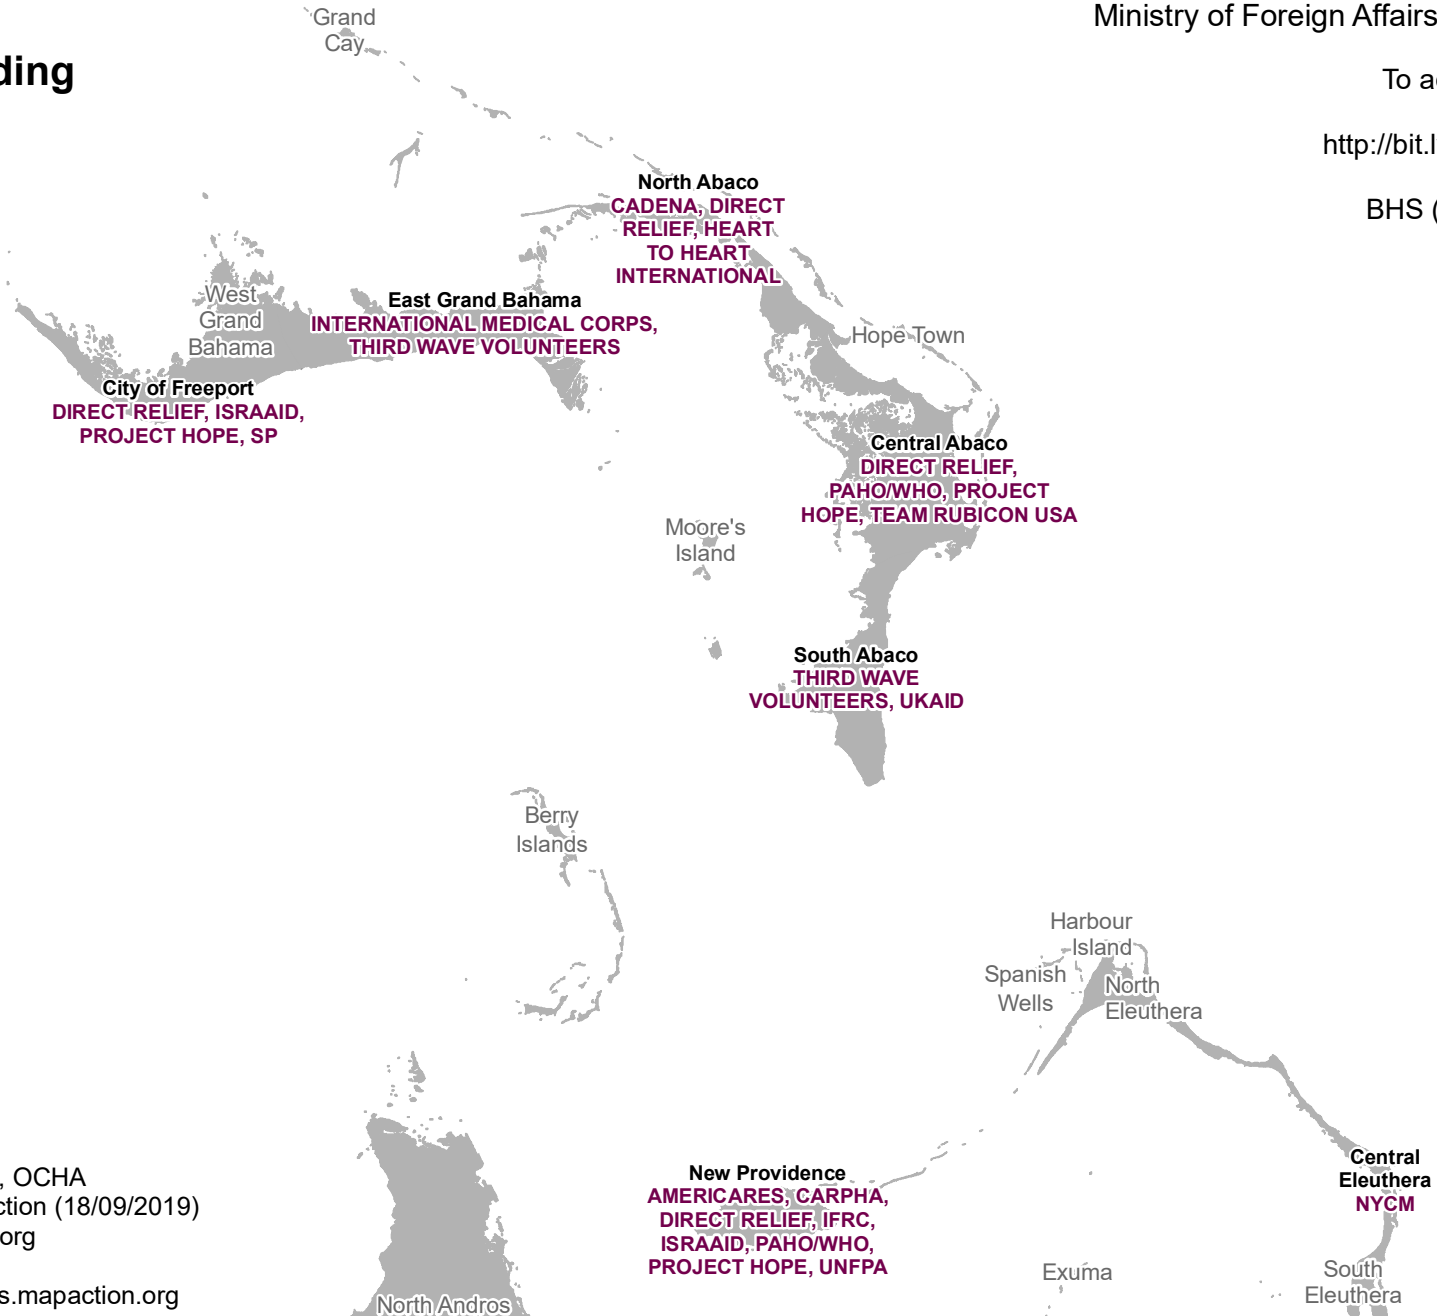 Grand
Cay
Ministry of Foreign Affairs
ding
To a
http://bit.l
BHS (
North Abaco
CADENA, DIRECT
RELIEF, HEART
TO HEART
INTERNATIONAL
West
Grand
Bahama
East Grand Bahama
INTERNATIONAL MEDICAL CORPS,
THIRD WAVE VOLUNTEERS
Hope Town
City of Freeport
DIRECT RELIEF, ISRAAID,
PROJECT HOPE, SP
Central Abaco
DIRECT RELIEF,
PAHO/WHO, PROJECT
HOPE, TEAM RUBICON USA
Moore's
Island
South Abaco
THIRD WAVE
VOLUNTEERS, UKAID
Berry
Islands
Harbour
Island
Spanish
Wells
North
Eleuthera
Central
Eleuthera
NYCM
New Providence
AMERICARES, CARPHA,
DIRECT RELIEF, IFRC,
ISRAAID, PAHO/WHO,
PROJECT HOPE, UNFPA
, OCHA
ction (18/09/2019)
org
s.mapaction.org
Exuma
South
Eleuthera
North Andros